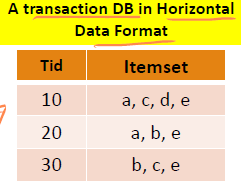 A transaction DB in Horizontal
Data Format
Tid Itemset
10 a, c, d, e
20 a, b, e
30 b, c, e